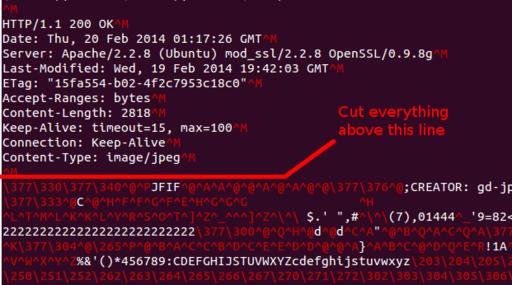 ^M
HTTP/1.1 200 OK^M
Date: Thu, 20 Feb 2014 01:17:26 GMT^M
Server: Apache/2.2.8 (Ubuntu) mod_ssl/2.2.8 OpenSSL/0.9.8g^M
Last-Modified: Wed, 19 Feb 2014 19:42:03 GMT^M
ETag: "15fa554-b02-4f2c7953c18c0"^M
Accept-Ranges: bytes^M
Content-Length: 2818^M
Keep-Alive: timeout=15, max=100^M
Connection: Keep-Alive^M
Content-Type: image/jpeg^M
Cut everything
above this line
^M
\377\330\377\340^@^PJFIF^@^A^A^A^@^A^@^A^@^@\377\376^@;CREATOR: gd-jp
\377\333^@C^@^H^F^F^G^F^E^H^G^G^G ^H
^L^T^M^L^K^K^L^Y^R^S^O^T^]^Z^_^^^]^Z^\^\ $.' ",#^\^\(7),01444^_'9=82<
22222222222222222222222222222222\377\300^@^Q^H^@d^@d^C^A"^@^B^Q^A^C^Q^A\377
^K\377\304^@\265^P^@^B^A^C^C^B^D^C^E^E^D^D^@^@^A}^A^B^C^@^D^Q^E^R!1A
^V^W^X^Y^Z%&'()*456789:CDEFGHIJSTUVWXYZcdefghijstuvwxyz\203\204\205\
\250\251\252\262\263\264\265\266\267\270\271\272\302\303\304\305\306\